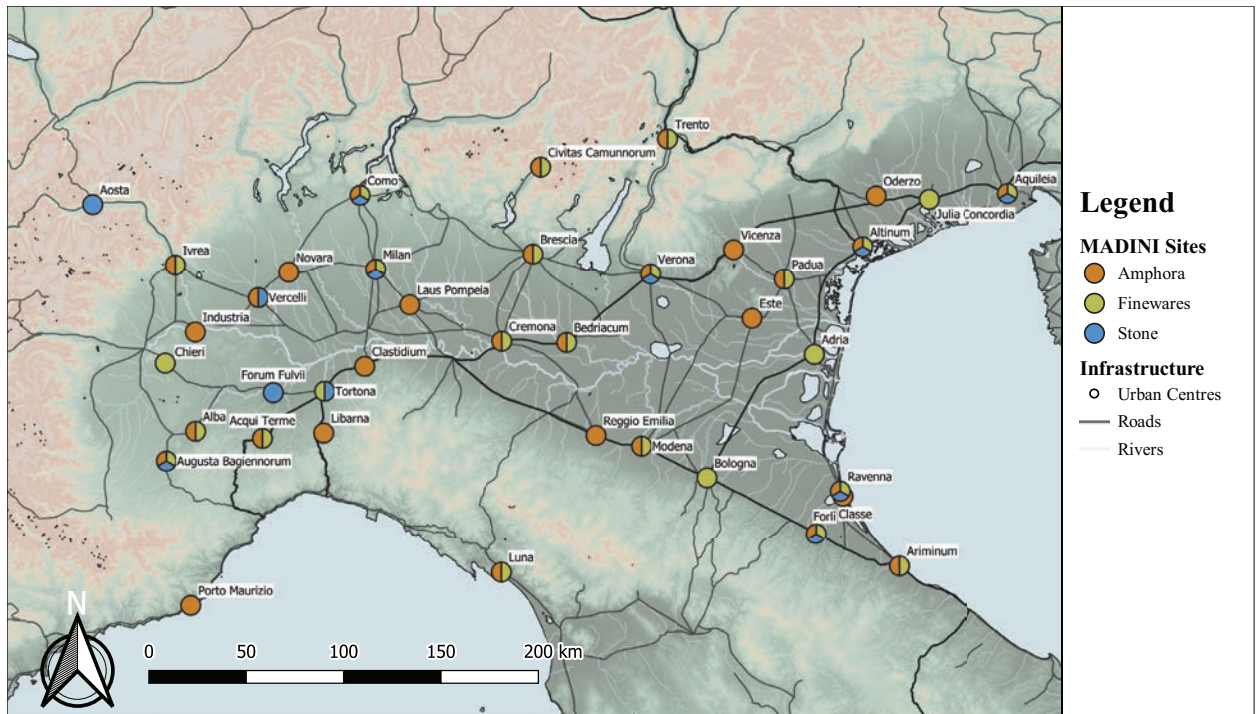 Trento
Civitas Camunnorum
Como
Aosta
Oderzo
Aquileia
Julia Concordia
Ivrea
Novara
Milan
Brescia
Verona
Vicenza
Altinum
Padua
Vercelli
Laus Pompeia
Este
Industria
Cremona
Bedriacum
Chieri
Clastidium
Adria
Forum Fulvii
Tortona
Alba
Acqui Terme
Libarna
Reggio Emilia
Modena
Augusta Bagiennorum
Bologna
Ravenna
Forlì
Classe
Luna
Ariminum
Porto Maurizio
N
0 50 100 150 200 km
Legend
MADINI Sites
Amphora
Finewares
Stone
Infrastructure
Urban Centres
Roads
Rivers